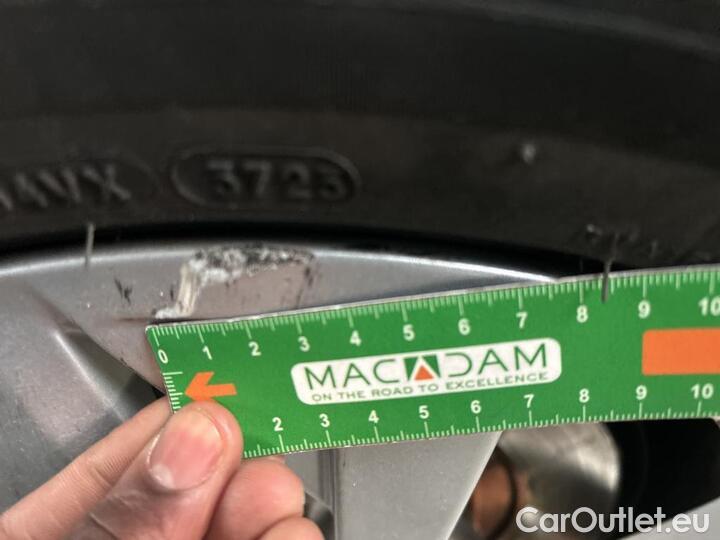 4VX 3723
0 1 2 3 4 5 6 7 8 9 10
MACADAM
ON THE ROAD TO EXCELLENCE
2 3 4 5 6 7 8 9 10
CarOutlet.eu